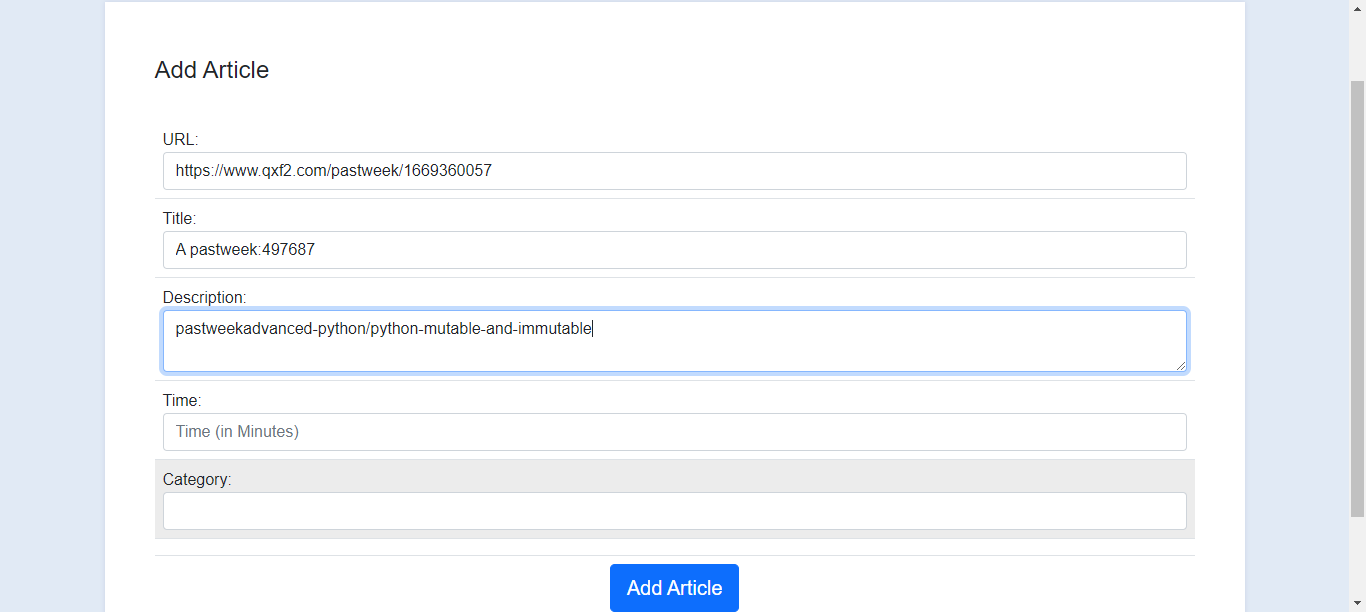 Add Article
URL:
https://www.qxf2.com/pastweek/1669360057
Title:
A pastweek:497687
Description:
pastweekadvanced-python/python-mutable-and-immutable
Time:
Time (in Minutes)
Category:
Add Article